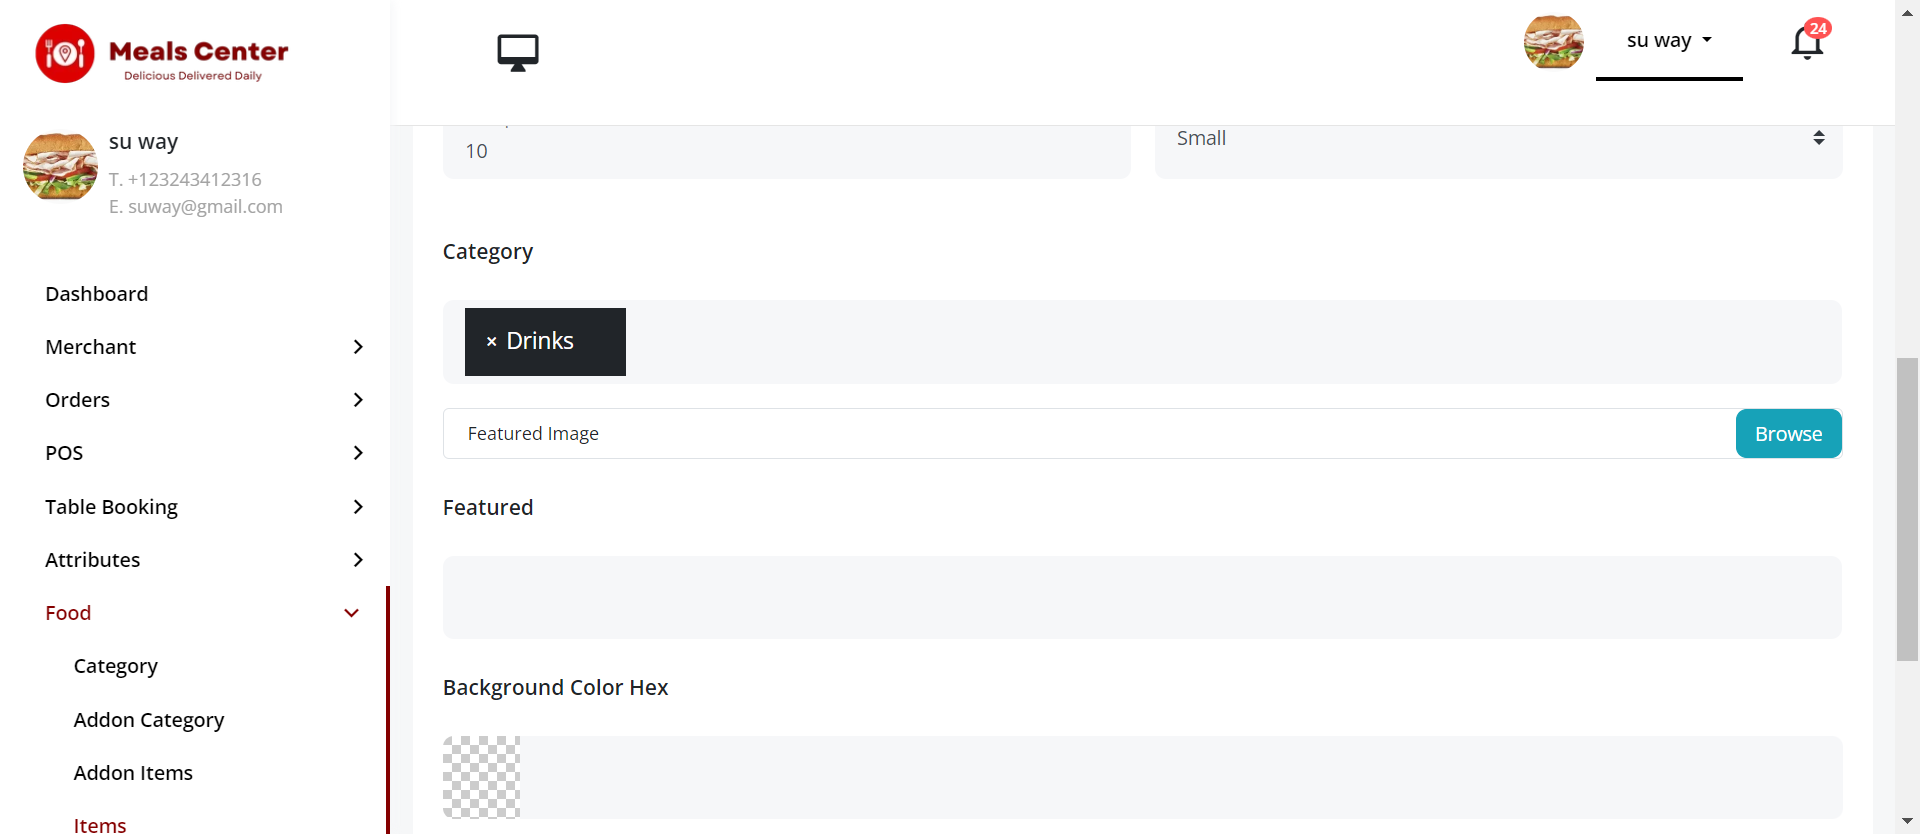 Meals Center
Delicious Delivered Daily
su way
24
su way
T. +123243412316
E. suway@gmail.com
Dashboard
Merchant
Orders
POS
Table Booking
Attributes
Food
Category
Addon Category
Addon Items
Items
10
Small
Category
× Drinks
Featured Image
Browse
Featured
Background Color Hex